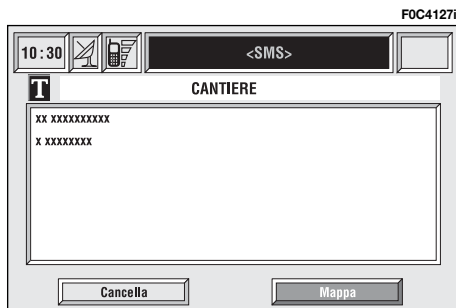 F0C4127i
10:30 <SMS>
T CANTIERE
xx xxxxxxxxxx
x xxxxxxxx
Cancella Mappa